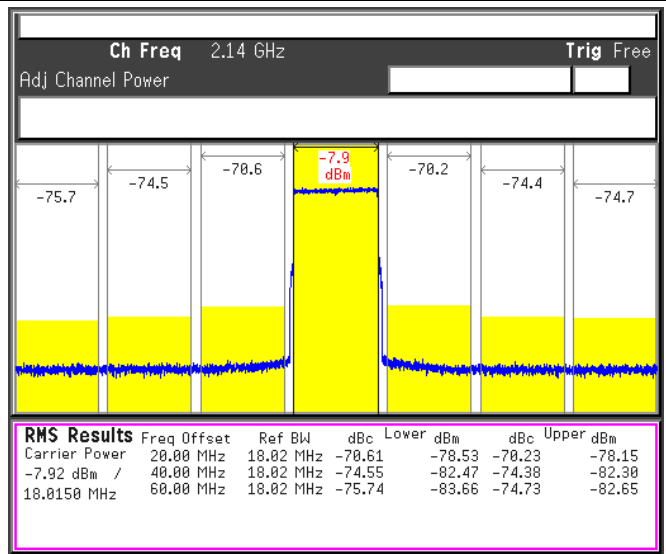 Ch Freq 2.14 GHz Trig Free
Adj Channel Power
-75.7 -74.5 -70.6 -7.9 dBm -70.2 -74.4 -74.7
RMS Results Freq Offset Ref BW dBc Lower dBm dBc Upper dBm
Carrier Power 20.00 MHz 18.02 MHz -70.61 -78.53 -70.23 -78.15
-7.92 dBm / 40.00 MHz 18.02 MHz -74.55 -82.47 -74.38 -82.30
18.0150 MHz 60.00 MHz 18.02 MHz -75.74 -83.66 -74.73 -82.65